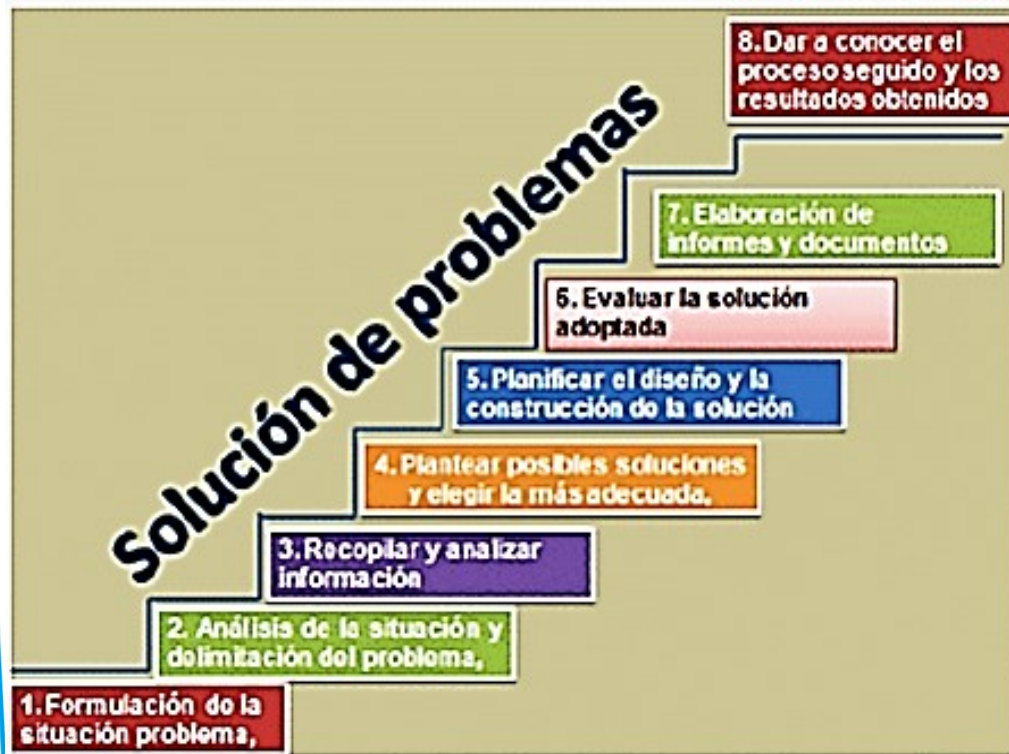 Solución de problemas
8.Dar a conocer el
proceso seguido y los
resultados obtenidos
7. Elaboración de
informes y documentos
6. Evaluar la solución
adoptada
5. Planificar el diseño y la
construcción de la solución
4. Plantear posibles soluciones
y elegir la más adecuada.
3. Recopilar y analizar
información
2. Análisis de la situación y
delimitación del problema,
1.Formulación de la
situación problema,